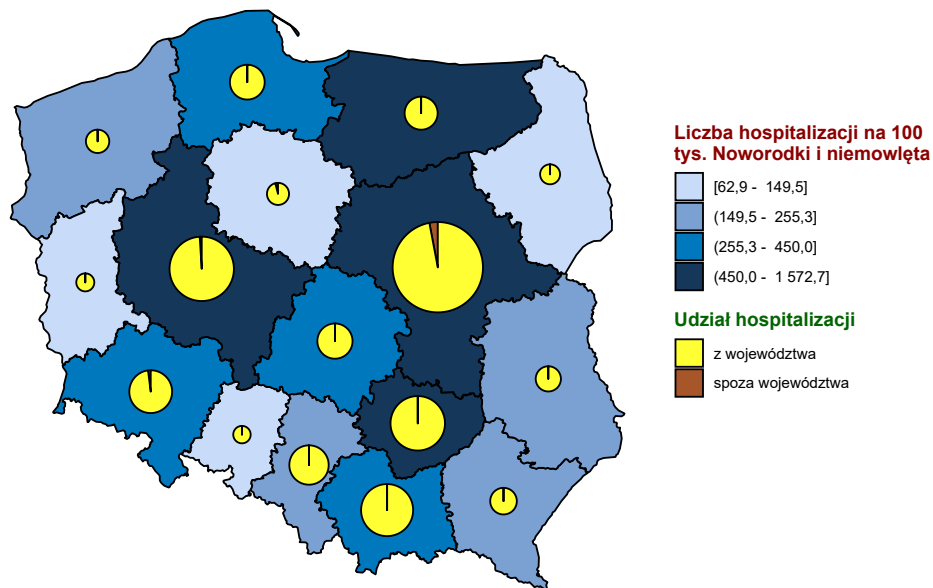 Liczba hospitalizacji na 100
tys. Noworodki i niemowlęta
[62,9 - 149,5]
(149,5 - 255,3]
(255,3 - 450,0]
(450,0 - 1 572,7]
Udział hospitalizacji
z województwa
spoza województwa